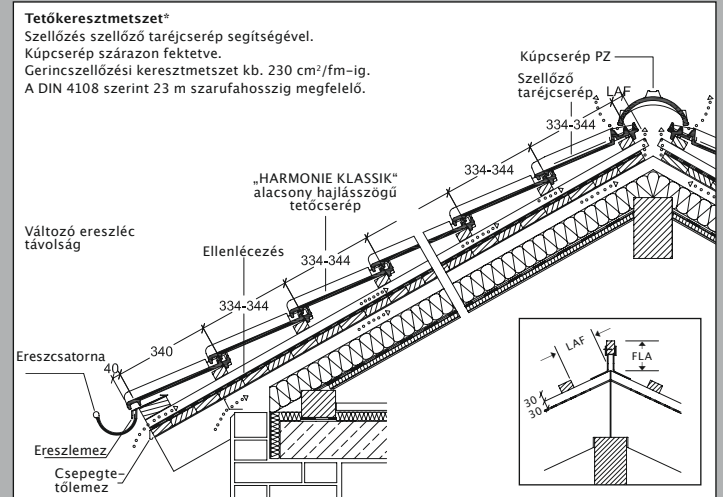 Tetőkeresztmetszet*
Szellőzés szellőző taréjcserép segítségével.
Kúpcserép szárazon fektetve.
Gerincszellőzési keresztmetszet kb. 230 cm²/fm-ig.
A DIN 4108 szerint 23 m szarufahosszig megfelelő.
Kúpcserép PZ
Szellőző
taréjcserép
LAF
334-344
334-344
„HARMONIE KLASSIK“
alacsony hajlásszögű
tetőcserép
Változó ereszléc
távolság
Ellenlécezés
334-344
334-344
340
40
Ereszcsatorna
Ereszlemez
Csepegte-
tőlemez
LAF
FLA
30
30